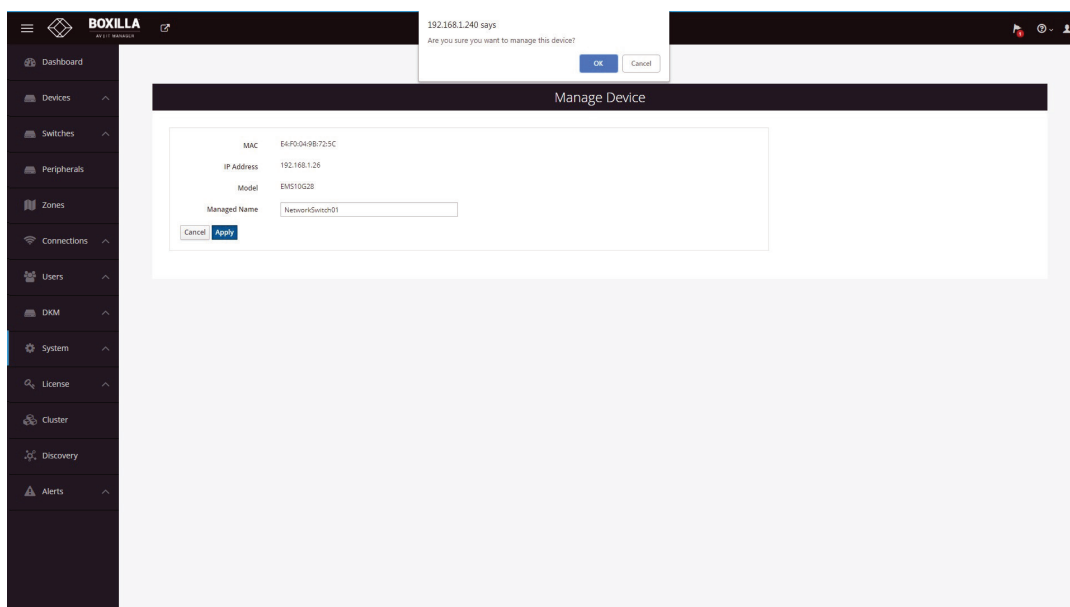 BOXILLA
AV & IT MANAGER
192.168.1.240 says
Are you sure you want to manage this device?
OK
Cancel
Dashboard
Devices
Switches
Peripherals
Zones
Connections
Users
DKM
System
License
Cluster
Discovery
Alerts
Manage Device
MAC E4:F0:04:9B:72:5C
IP Address 192.168.1.26
Model EMS10G28
Managed Name NetworkSwitch01
Cancel Apply